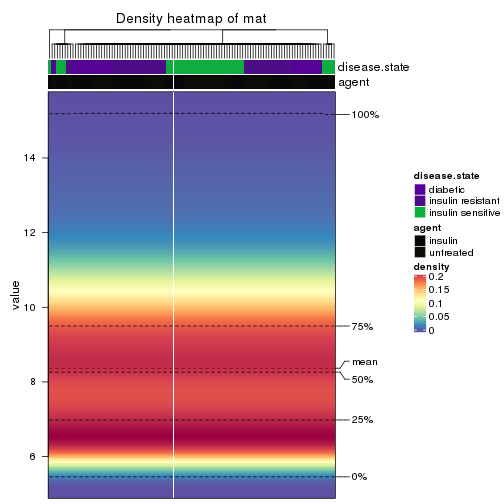 Density heatmap of mat
disease.state
agent
100%
14
12
value
10
75%
mean
8
50%
25%
6
0%
disease.state
diabetic
insulin resistant
insulin sensitive
agent
insulin
untreated
density
0.2
0.15
0.1
0.05
0